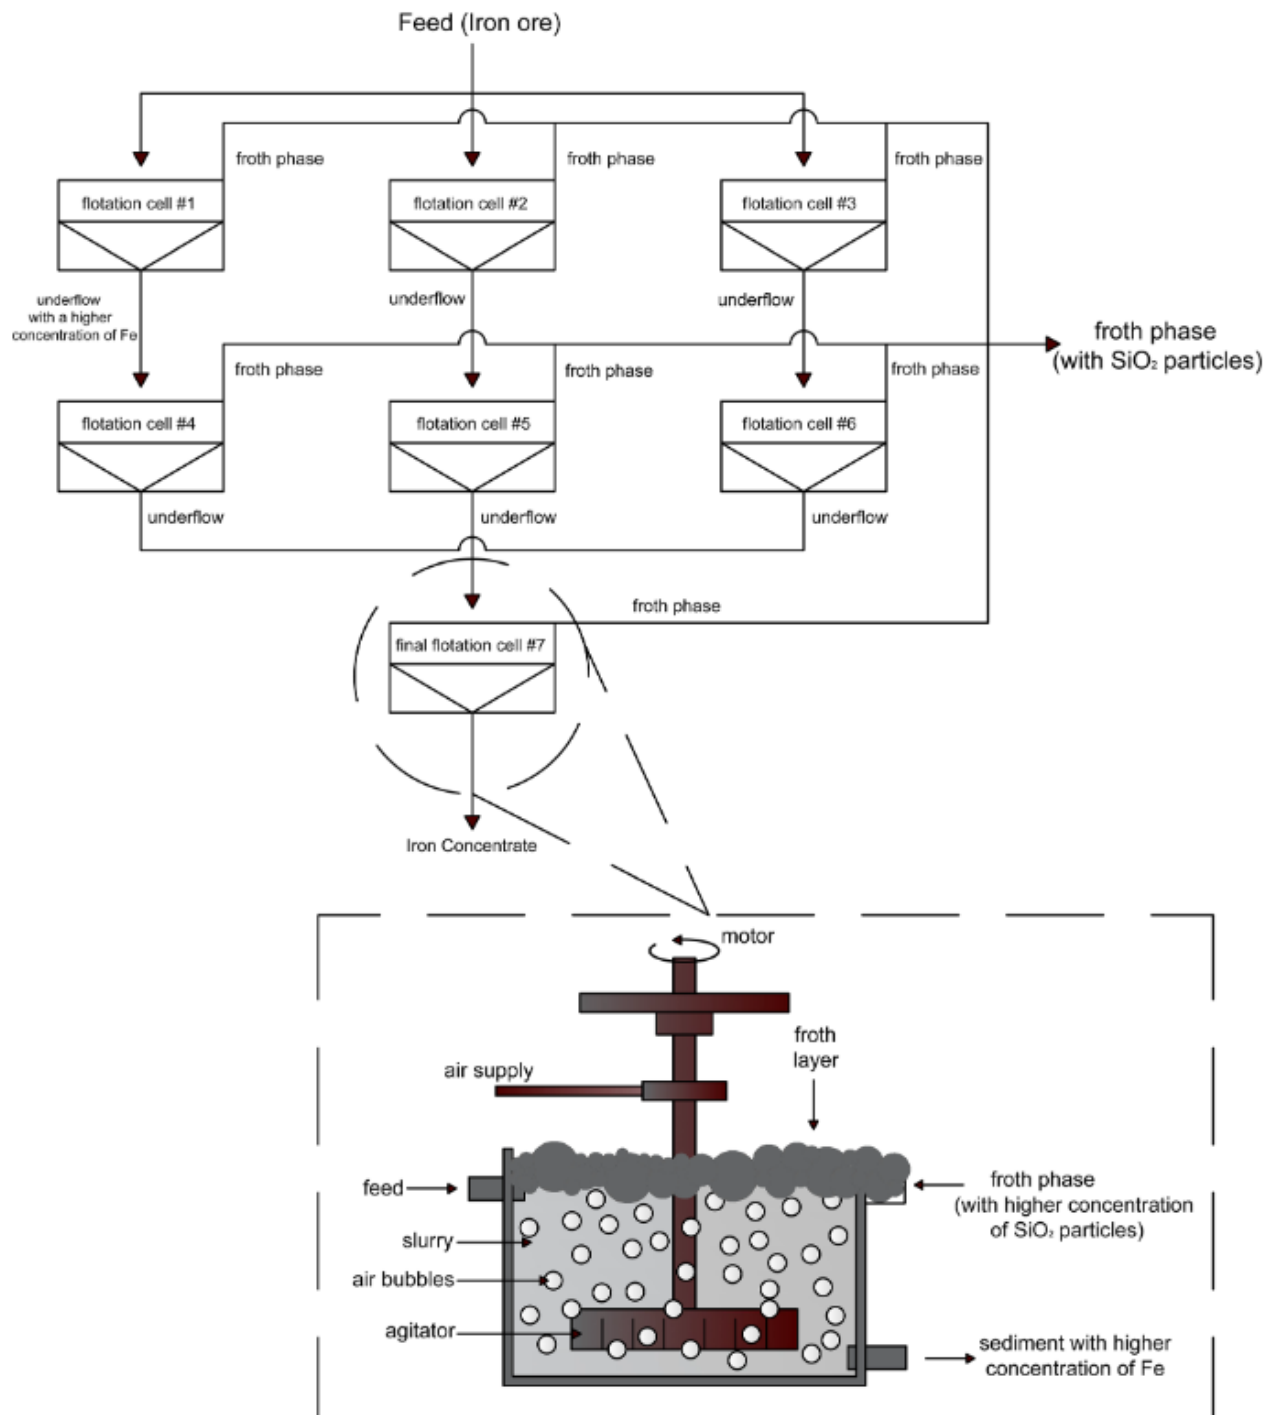 Feed (Iron ore)
froth phase
froth phase
froth phase
flotation cell #1
flotation cell #2
flotation cell #3
underflow
with a higher
concentration of Fe
underflow
underflow
froth phase
(with SiO₂ particles)
froth phase
froth phase
froth phase
flotation cell #4
flotation cell #5
flotation cell #6
underflow
underflow
underflow
froth phase
final flotation cell #7
Iron Concentrate
motor
froth
layer
air supply
feed
froth phase
(with higher concentration
of SiO₂ particles)
slurry
air bubbles
agitator
sediment with higher
concentration of Fe